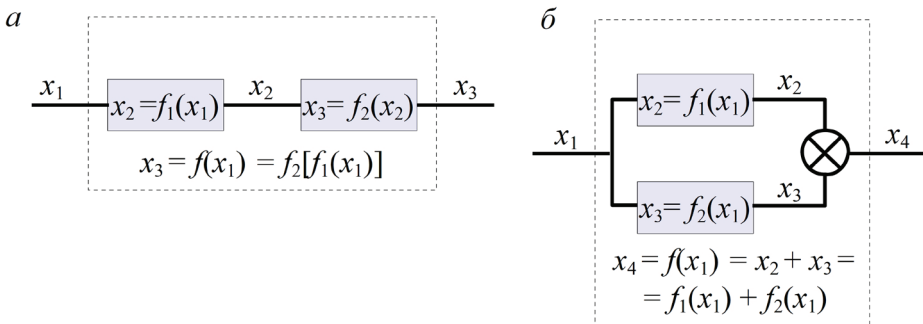 а
x₁
x₂=f₁(x₁)
x₂
x₃= f₂(x₂)
x₃
x₃ = f(x₁) = f₂[f₁(x₁)]
б
x₁
x₂=f₁(x₁)
x₂
x₃= f₂(x₁)
x₃
x₄
x₄ = f(x₁) = x₂ + x₃ =
= f₁(x₁) + f₂(x₁)